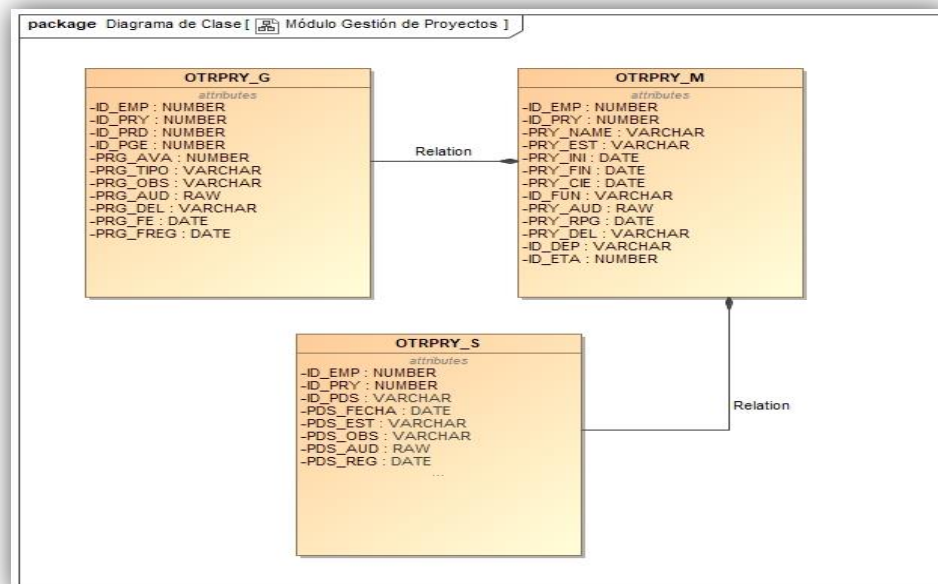 package Diagrama de Clase [ Módulo Gestión de Proyectos ]
OTRPRY_G
attributes
-ID_EMP : NUMBER
-ID_PRY : NUMBER
-ID_PRD : NUMBER
-ID_PGE : NUMBER
-PRG_AVA : NUMBER
-PRG_TIPO : VARCHAR
-PRG_OBS : VARCHAR
-PRG_AUD : RAW
-PRG_DEL : VARCHAR
-PRG_FE : DATE
-PRG_FREG : DATE
Relation
OTRPRY_M
attributes
-ID_EMP : NUMBER
-ID_PRY : NUMBER
-PRY_NAME : VARCHAR
-PRY_EST : VARCHAR
-PRY_INI : DATE
-PRY_FIN : DATE
-PRY_CIE : DATE
-ID_FUN : VARCHAR
-PRY_AUD : RAW
-PRY_RPG : DATE
-PRY_DEL : VARCHAR
-ID_DEP : VARCHAR
-ID_ETA : NUMBER
OTRPRY_S
attributes
-ID_EMP : NUMBER
-ID_PRY : NUMBER
-ID_PDS : VARCHAR
-PDS_FECHA : DATE
-PDS_EST : VARCHAR
-PDS_OBS : VARCHAR
-PDS_AUD : RAW
-PDS_REG : DATE
...
Relation